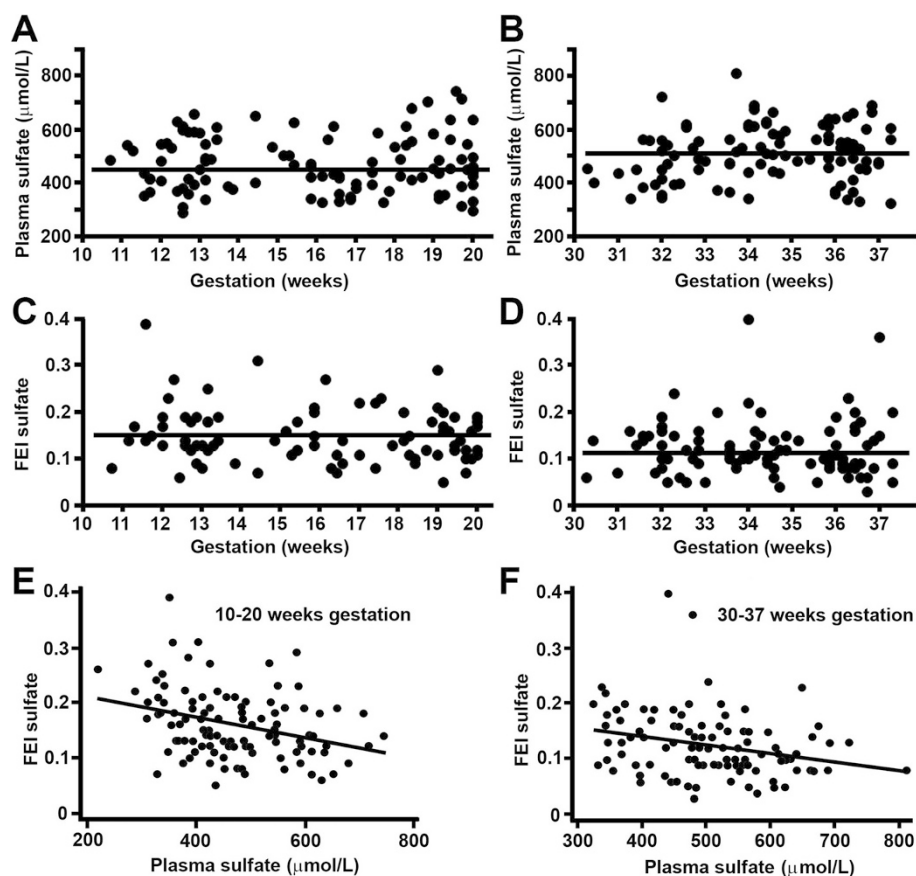 A
Plasma sulfate (µmol/L)
800
600
400
200
10 11 12 13 14 15 16 17 18 19 20
Gestation (weeks)
B
Plasma sulfate (µmol/L)
800
600
400
200
30 31 32 33 34 35 36 37
Gestation (weeks)
C
FEI sulfate
0.4
0.3
0.2
0.1
0
10 11 12 13 14 15 16 17 18 19 20
Gestation (weeks)
D
FEI sulfate
0.4
0.3
0.2
0.1
0
30 31 32 33 34 35 36 37
Gestation (weeks)
E
10-20 weeks gestation
FEI sulfate
0.4
0.3
0.2
0.1
0
200 400 600 800
Plasma sulfate (µmol/L)
F
30-37 weeks gestation
FEI sulfate
0.4
0.3
0.2
0.1
0
300 400 500 600 700 800
Plasma sulfate (µmol/L)